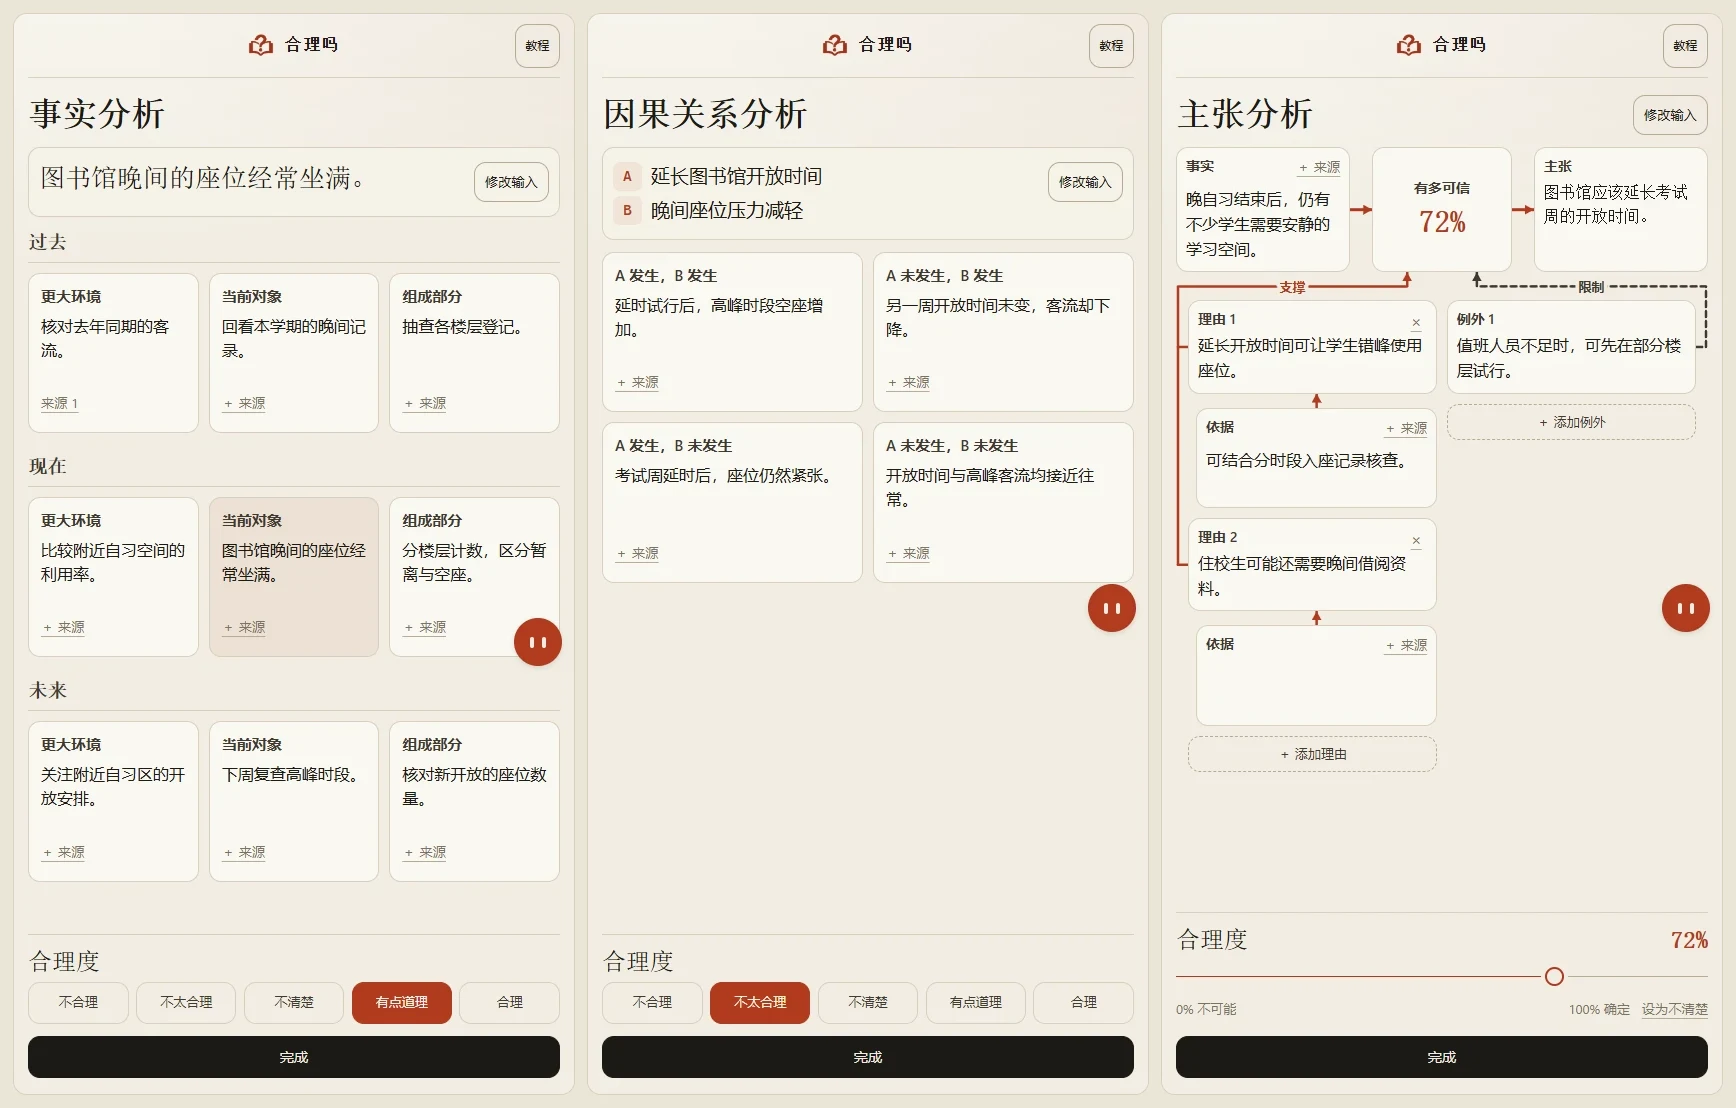 合理吗
教程
事实分析
图书馆晚间的座位经常坐满。
修改输入
过去
更大环境
核对去年同期的客
流。
来源 1
当前对象
回看本学期的晚间记
录。
+ 来源
组成部分
抽查各楼层登记。
+ 来源
现在
更大环境
比较附近自习空间的
利用率。
+ 来源
当前对象
图书馆晚间的座位经
常坐满。
+ 来源
组成部分
分楼层计数，区分暂
离与空座。
+ 来源
未来
更大环境
关注附近自习区的开
放安排。
+ 来源
当前对象
下周复查高峰时段。
+ 来源
组成部分
核对新开放的座位数
量。
+ 来源
合理度
不合理
不太合理
不清楚
有点道理
合理
完成
合理吗
教程
因果关系分析
A 延长图书馆开放时间
B 晚间座位压力减轻
修改输入
A 发生，B 发生
延时试行后，高峰时段空座增
加。
+ 来源
A 未发生，B 发生
另一周开放时间未变，客流却下
降。
+ 来源
A 发生，B 未发生
考试周延时后，座位仍然紧张。
+ 来源
A 未发生，B 未发生
开放时间与高峰客流均接近往
常。
+ 来源
合理度
不合理
不太合理
不清楚
有点道理
合理
完成
合理吗
教程
主张分析
修改输入
事实
+ 来源
晚自习结束后，仍有
不少学生需要安静的
学习空间。
有多可信
72%
主张
图书馆应该延长考试
周的开放时间。
支撑
限制
理由 1
×
延长开放时间可让学生错峰使用
座位。
依据
+ 来源
可结合分时段入座记录核查。
理由 2
×
住校生可能还需要晚间借阅资
料。
依据
+ 来源
+ 添加理由
例外 1
值班人员不足时，可先在部分楼
层试行。
+ 添加例外
合理度
72%
0% 不可能
100% 确定
设为不清楚
完成